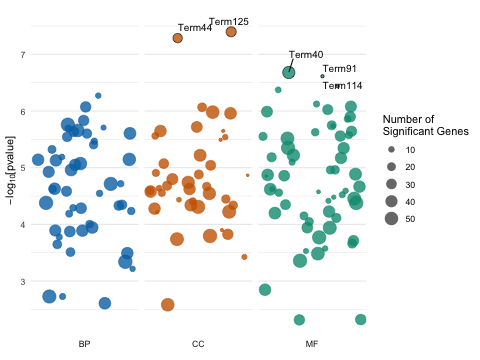 Term44
Term125
Term40
Term91
Term114
7
6
5
4
3
−log10[pvalue]
BP
CC
MF
Number of
Significant Genes
10
20
30
40
50